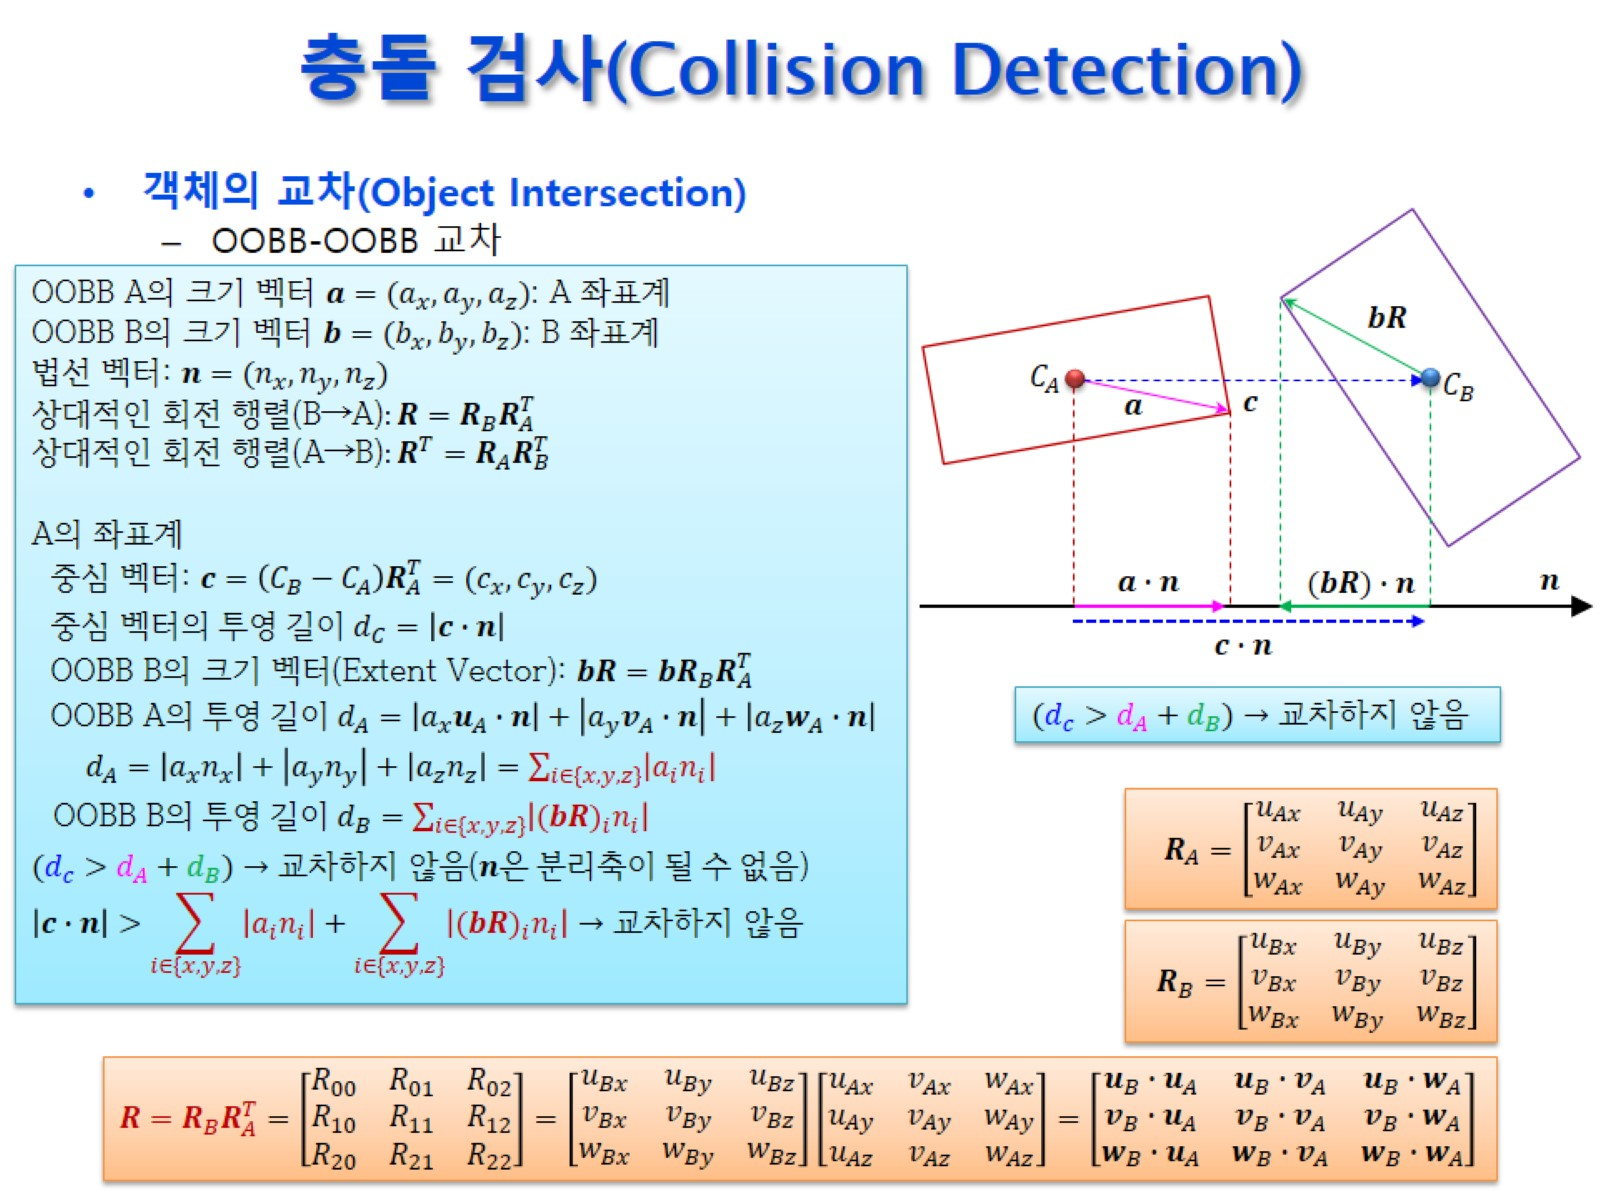 충돌 검사(Collision Detection)
• 객체의 교차(Object Intersection)
– OOBB-OOBB 교차
OOBB A의 크기 벡터 a = (a_x, a_y, a_z): A 좌표계
OOBB B의 크기 벡터 b = (b_x, b_y, b_z): B 좌표계
법선 벡터: n = (n_x, n_y, n_z)
상대적인 회전 행렬(B→A): R = R_B R_A^T
상대적인 회전 행렬(A→B): R^T = R_A R_B^T
A의 좌표계
중심 벡터: c = (C_B − C_A)R_A^T = (c_x, c_y, c_z)
중심 벡터의 투영 길이 d_C = |c · n|
OOBB B의 크기 벡터(Extent Vector): bR = bR_B R_A^T
OOBB A의 투영 길이 d_A = |a_x u_A · n| + |a_y v_A · n| + |a_z w_A · n|
d_A = |a_x n_x| + |a_y n_y| + |a_z n_z| = ∑_{i∈{x,y,z}} |a_i n_i|
OOBB B의 투영 길이 d_B = ∑_{i∈{x,y,z}} |(bR)_i n_i|
(d_c > d_A + d_B) → 교차하지 않음(n은 분리축이 될 수 없음)
|c · n| > ∑_{i∈{x,y,z}} |a_i n_i| + ∑_{i∈{x,y,z}} |(bR)_i n_i| → 교차하지 않음
bR
C_A
C_B
a
c
a · n
(bR) · n
n
c · n
(d_c > d_A + d_B) → 교차하지 않음
R_A = [u_Ax u_Ay u_Az
v_Ax v_Ay v_Az
w_Ax w_Ay w_Az]
R_B = [u_Bx u_By u_Bz
v_Bx v_By v_Bz
w_Bx w_By w_Bz]
R = R_B R_A^T = [R_00 R_01 R_02; R_10 R_11 R_12; R_20 R_21 R_22] = [u_Bx u_By u_Bz; v_Bx v_By v_Bz; w_Bx w_By w_Bz] [u_Ax v_Ax w_Ax; u_Ay v_Ay w_Ay; u_Az v_Az w_Az] = [u_B · u_A u_B · v_A u_B · w_A; v_B · u_A v_B · v_A v_B · w_A; w_B · u_A w_B · v_A w_B · w_A]